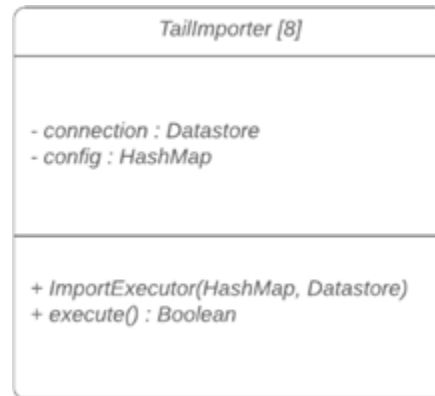 TailImporter [8]
- connection : Datastore
- config : HashMap
+ ImportExecutor(HashMap, Datastore)
+ execute() : Boolean